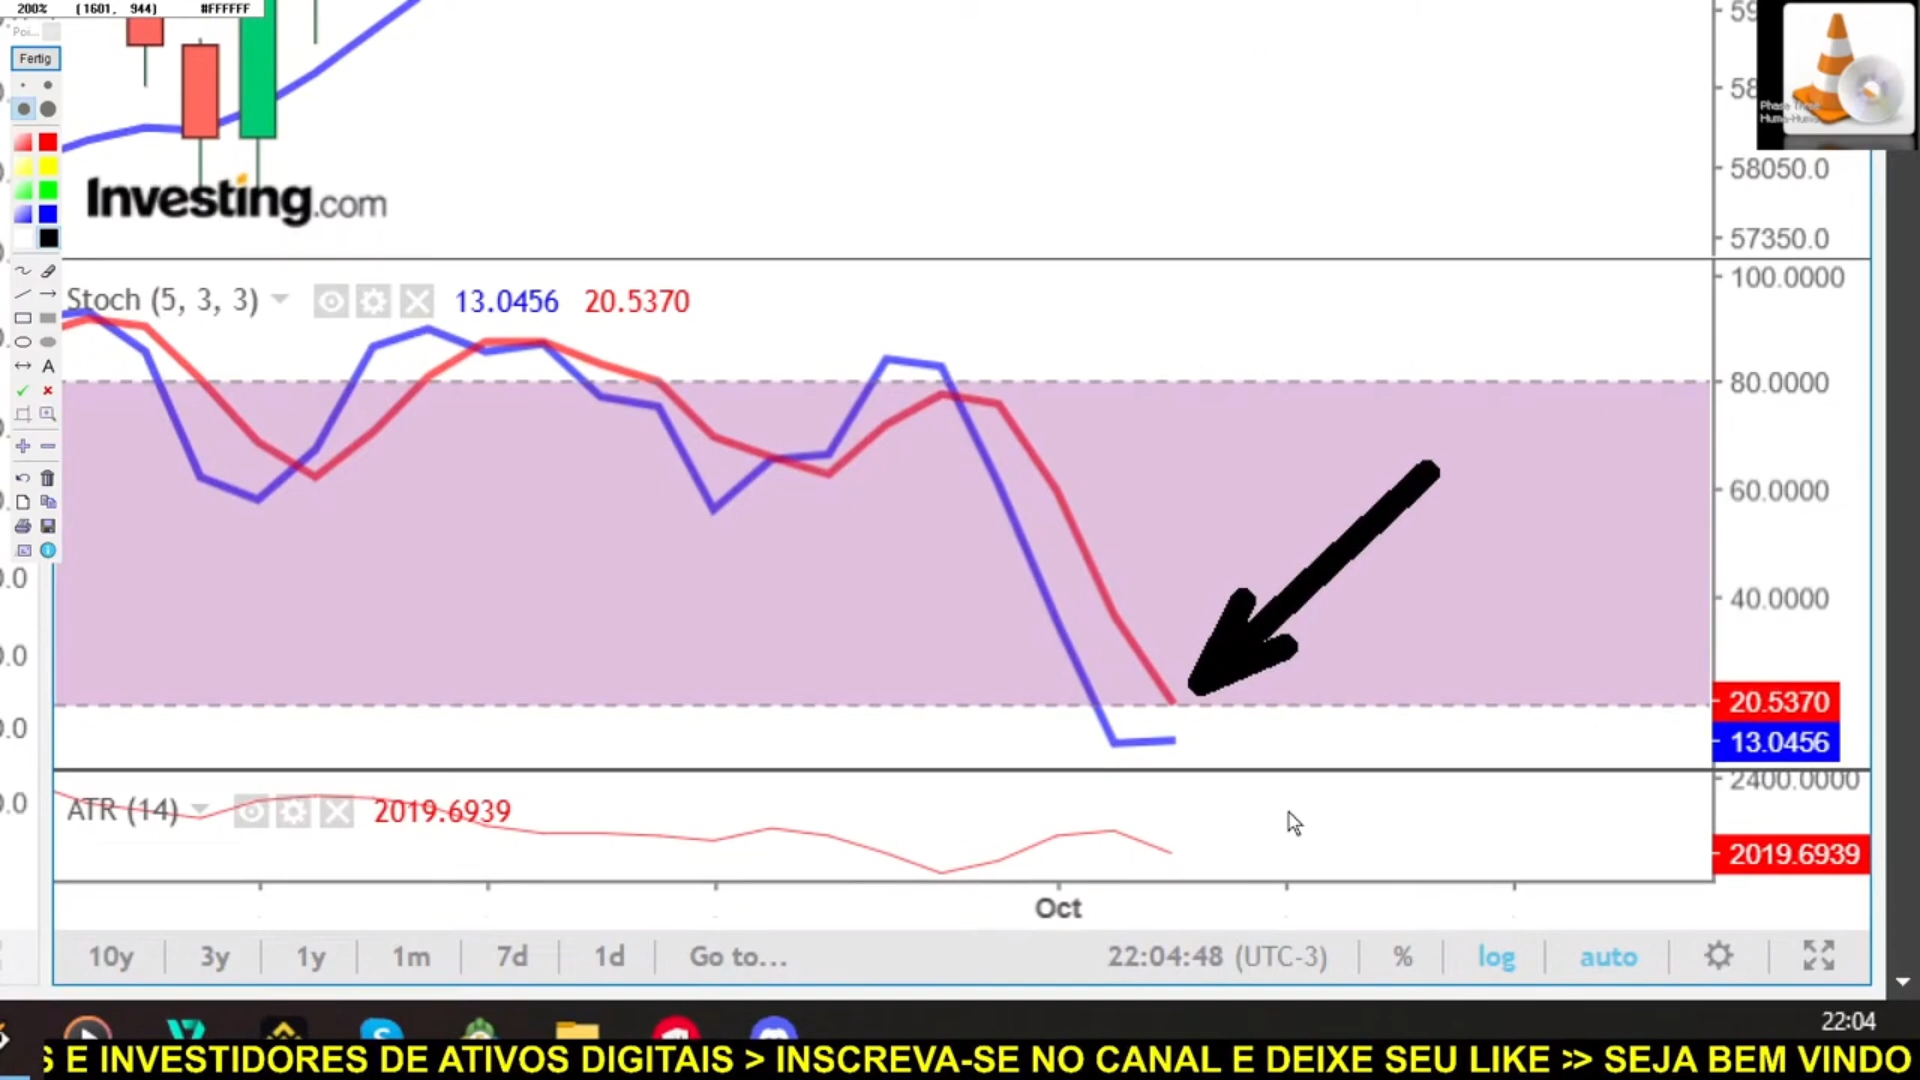 200% (1601, 944) #FFFFFF
Poi...
Fertig
58050.0
57350.0
Investing.com
Stoch (5, 3, 3) 13.0456 20.5370
100.0000
80.0000
60.0000
40.0000
20.5370
13.0456
ATR (14) 2019.6939
2400.0000
2019.6939
Oct
10y 3y 1y 1m 7d 1d Go to... 22:04:48 (UTC-3) % log auto
22:04
S E INVESTIDORES DE ATIVOS DIGITAIS > INSCREVA-SE NO CANAL E DEIXE SEU LIKE >> SEJA BEM VINDO